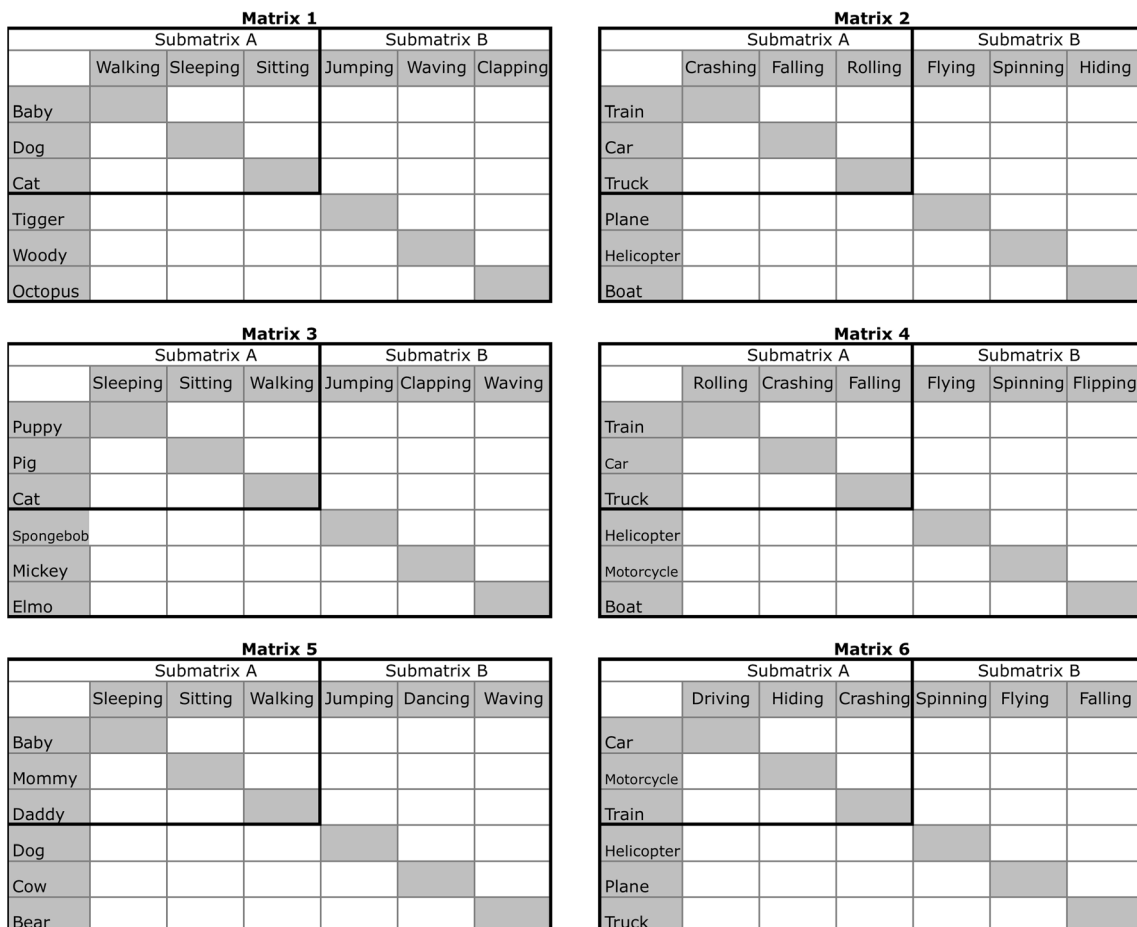 Matrix 1
Submatrix A Submatrix B
Walking Sleeping Sitting Jumping Waving Clapping
Baby
Dog
Cat
Tigger
Woody
Octopus
Matrix 2
Submatrix A Submatrix B
Crashing Falling Rolling Flying Spinning Hiding
Train
Car
Truck
Plane
Helicopter
Boat
Matrix 3
Submatrix A Submatrix B
Sleeping Sitting Walking Jumping Clapping Waving
Puppy
Pig
Cat
Spongebob
Mickey
Elmo
Matrix 4
Submatrix A Submatrix B
Rolling Crashing Falling Flying Spinning Flipping
Train
Car
Truck
Helicopter
Motorcycle
Boat
Matrix 5
Submatrix A Submatrix B
Sleeping Sitting Walking Jumping Dancing Waving
Baby
Mommy
Daddy
Dog
Cow
Bear
Matrix 6
Submatrix A Submatrix B
Driving Hiding Crashing Spinning Flying Falling
Car
Motorcycle
Train
Helicopter
Plane
Truck